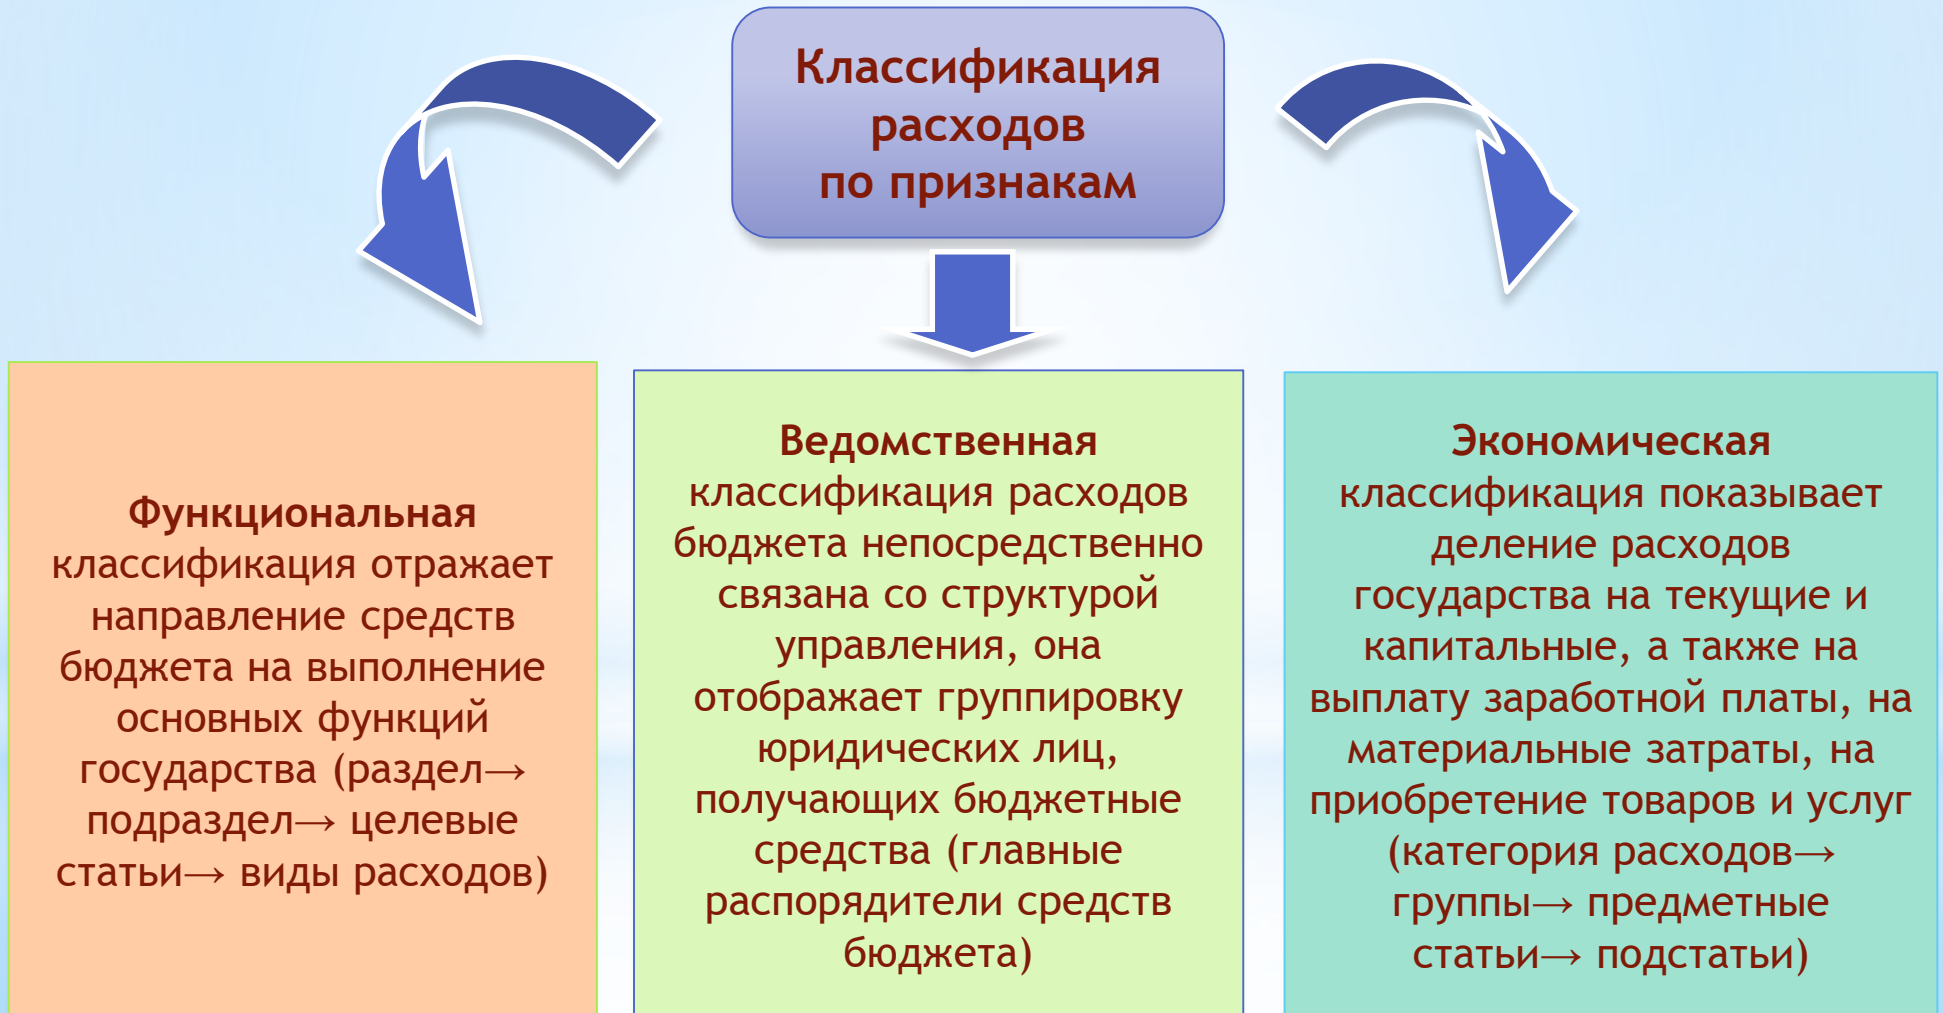 Классификация
расходов
по признакам
Функциональная
классификация отражает
направление средств
бюджета на выполнение
основных функций
государства (раздел→
подраздел→ целевые
статьи→ виды расходов)
Ведомственная
классификация расходов
бюджета непосредственно
связана со структурой
управления, она
отображает группировку
юридических лиц,
получающих бюджетные
средства (главные
распорядители средств
бюджета)
Экономическая
классификация показывает
деление расходов
государства на текущие и
капитальные, а также на
выплату заработной платы, на
материальные затраты, на
приобретение товаров и услуг
(категория расходов→
группы→ предметные
статьи→ подстатьи)